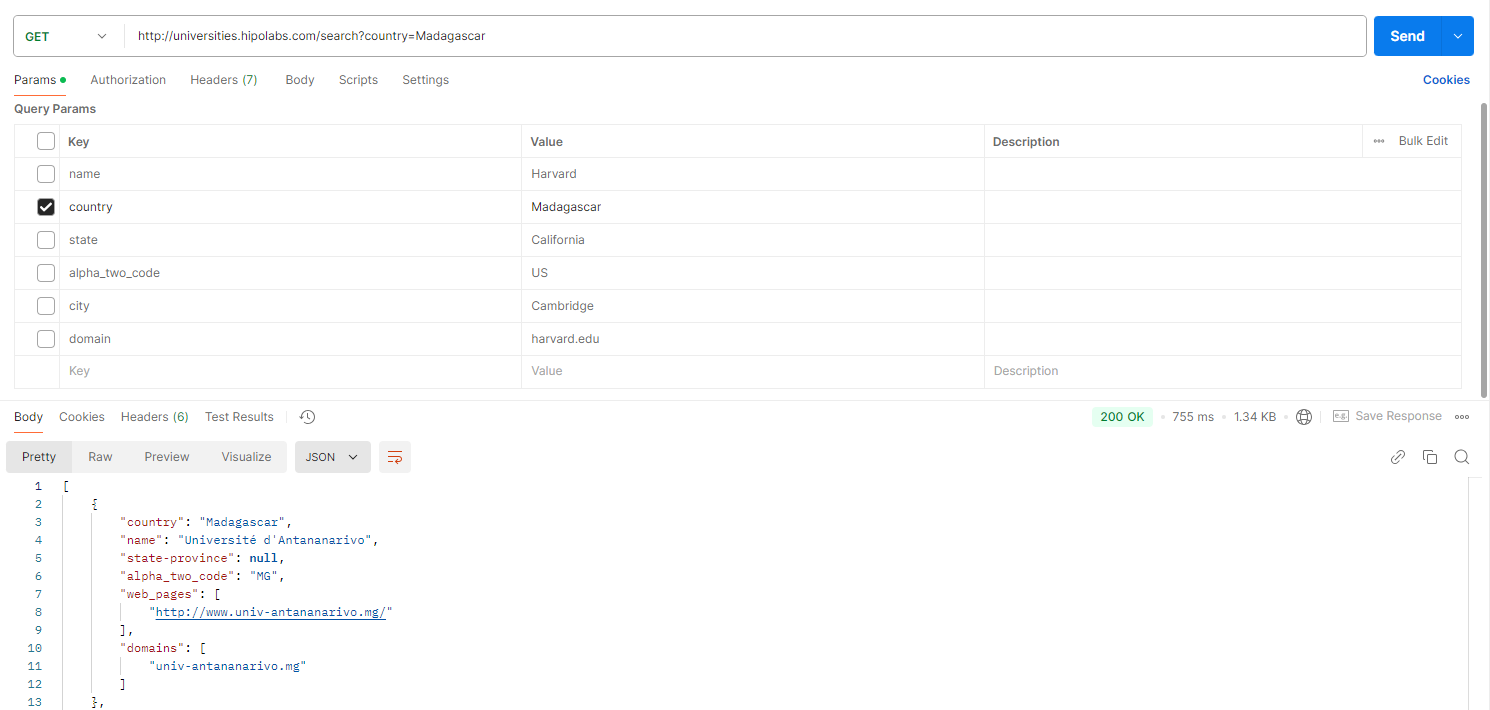 GET http://universities.hipolabs.com/search?country=Madagascar Send
Params Authorization Headers (7) Body Scripts Settings Cookies
Query Params
Key Value Description Bulk Edit
name Harvard
country Madagascar
state California
alpha_two_code US
city Cambridge
domain harvard.edu
Key Value Description
Body Cookies Headers (6) Test Results 200 OK 755 ms 1.34 KB e.g. Save Response
Pretty Raw Preview Visualize JSON
1 [
2 {
3 "country": "Madagascar",
4 "name": "Université d'Antananarivo",
5 "state-province": null,
6 "alpha_two_code": "MG",
7 "web_pages": [
8 "http://www.univ-antananarivo.mg/"
9 ],
10 "domains": [
11 "univ-antananarivo.mg"
12 ]
13 },